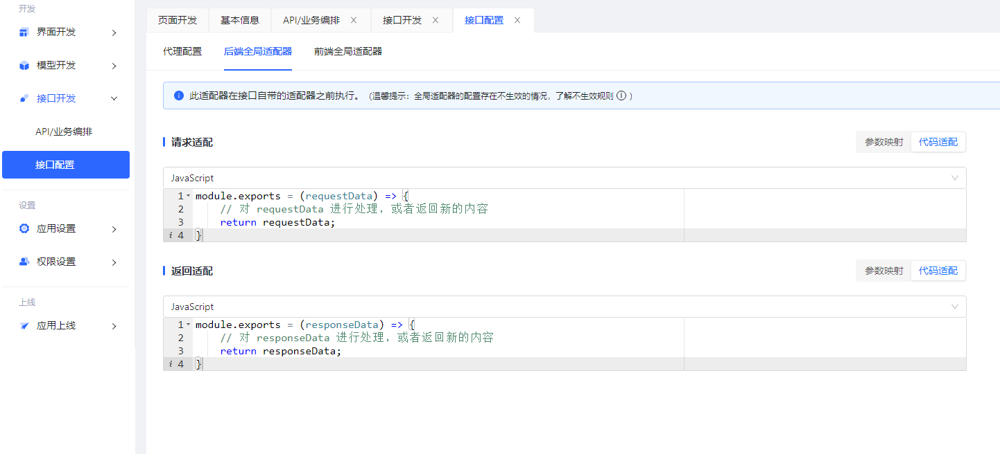 开发
界面开发
模型开发
接口开发
API/业务编排
接口配置
设置
应用设置
权限设置
上线
应用上线
页面开发
基本信息
API/业务编排
接口开发
接口配置
代理配置
后端全局适配器
前端全局适配器
此适配器在接口自带的适配器之前执行。（温馨提示：全局适配器的配置存在不生效的情况，了解不生效规则 ）
请求适配
参数映射
代码适配
JavaScript
1 module.exports = (requestData) => {
2 // 对 requestData 进行处理，或者返回新的内容
3 return requestData;
i 4 }
返回适配
参数映射
代码适配
JavaScript
1 module.exports = (responseData) => {
2 // 对 responseData 进行处理，或者返回新的内容
3 return responseData;
i 4 }